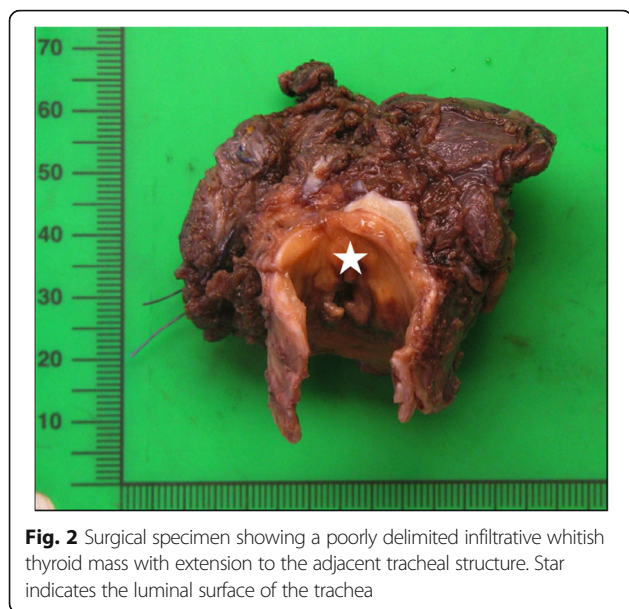 70
60
50
40
30
20
10
Fig. 2 Surgical specimen showing a poorly delimited infiltrative whitish
thyroid mass with extension to the adjacent tracheal structure. Star
indicates the luminal surface of the trachea